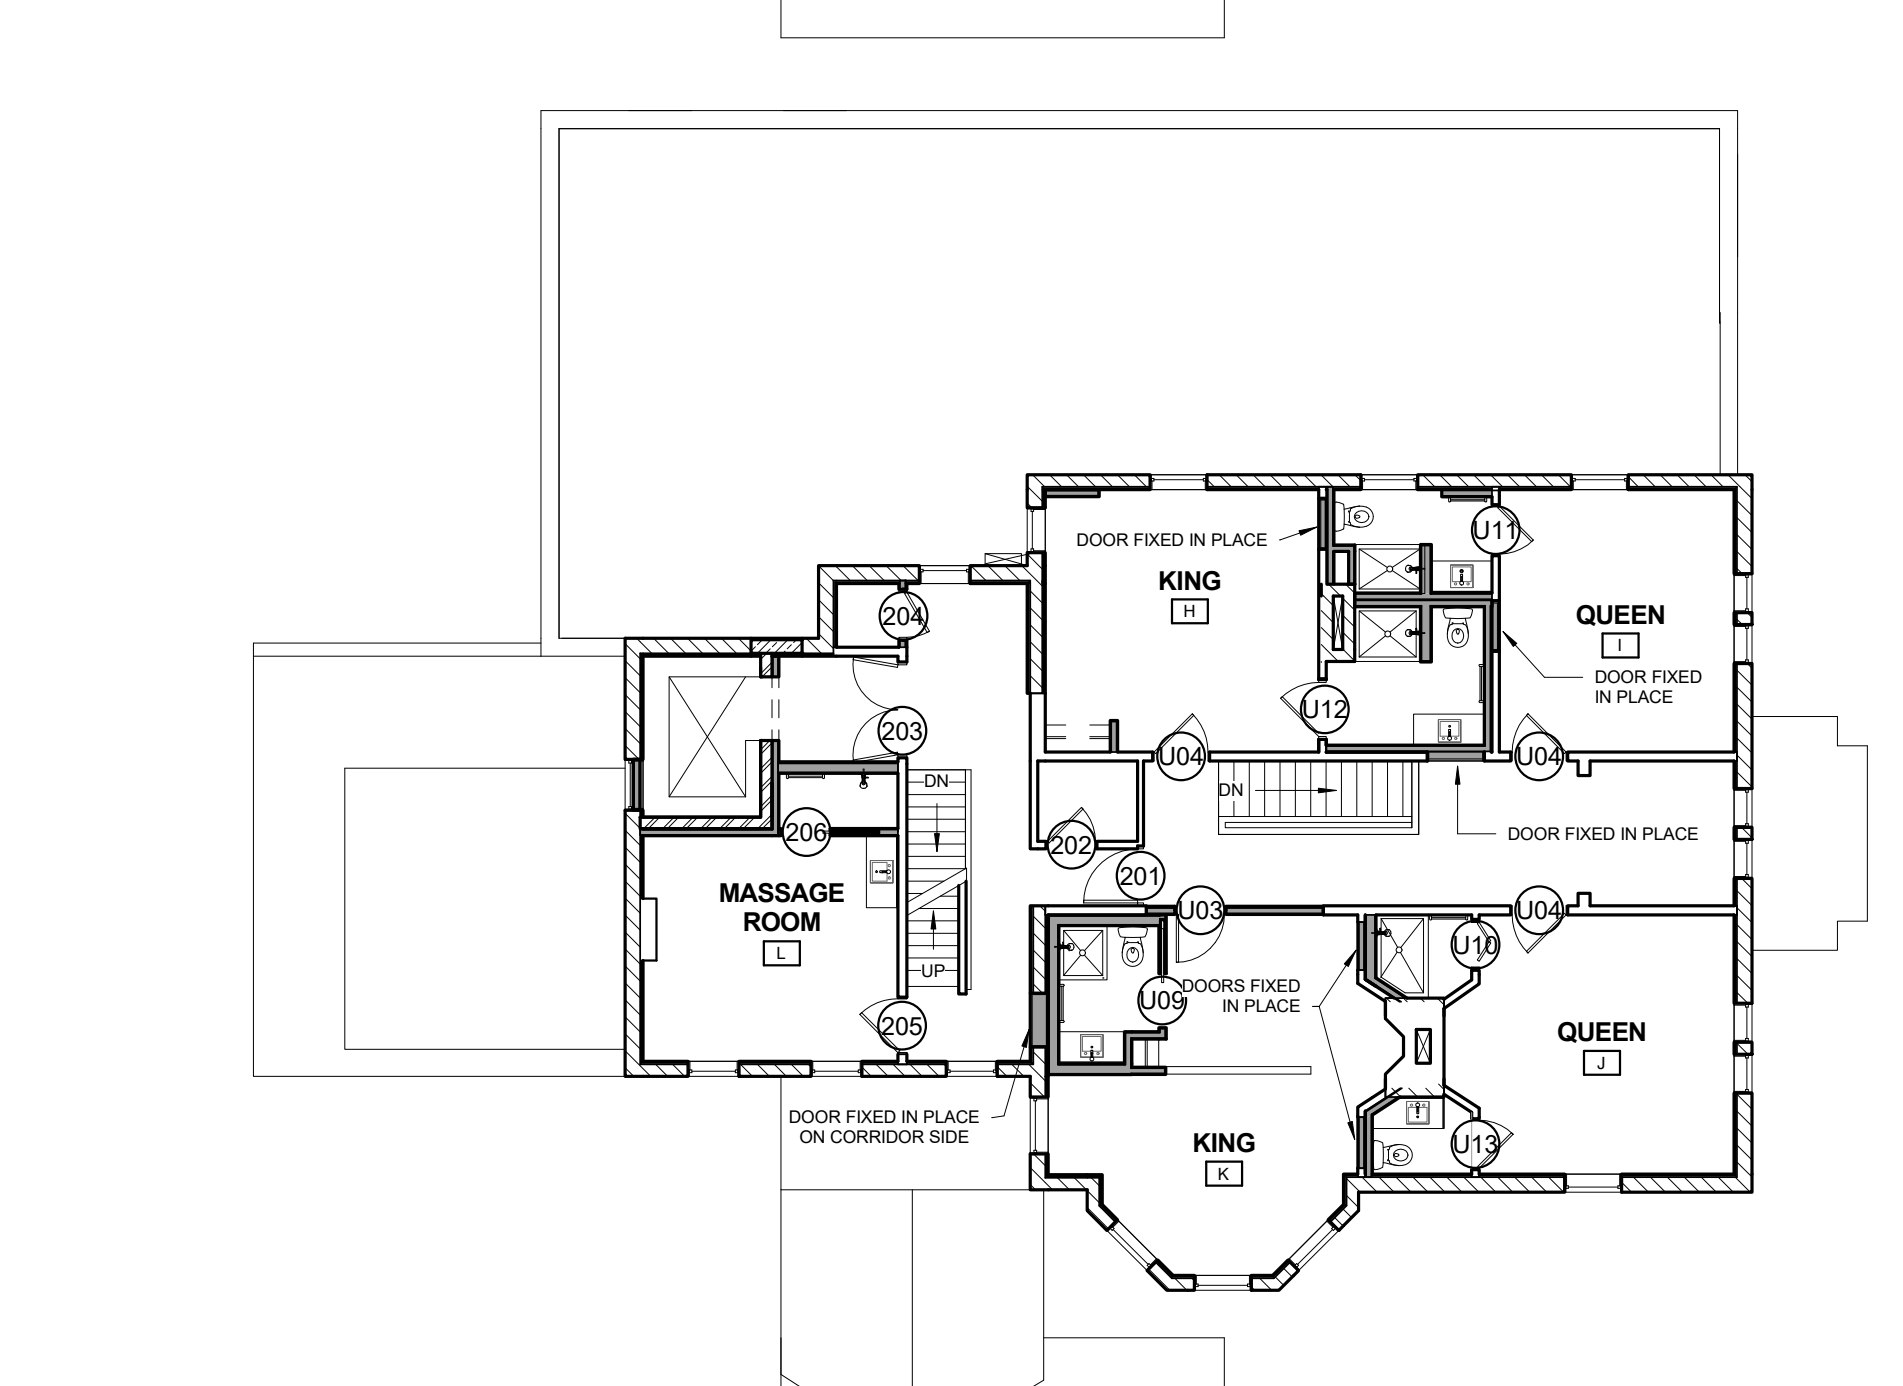 DOOR FIXED IN PLACE
U11
KING
H
204
QUEEN
I
DOOR FIXED
IN PLACE
U12
203
U04
U04
DN
DN
206
202
DOOR FIXED IN PLACE
201
MASSAGE
ROOM
L
U03
U04
U10
UP
U09
DOORS FIXED
IN PLACE
205
QUEEN
J
DOOR FIXED IN PLACE
ON CORRIDOR SIDE
KING
K
U13